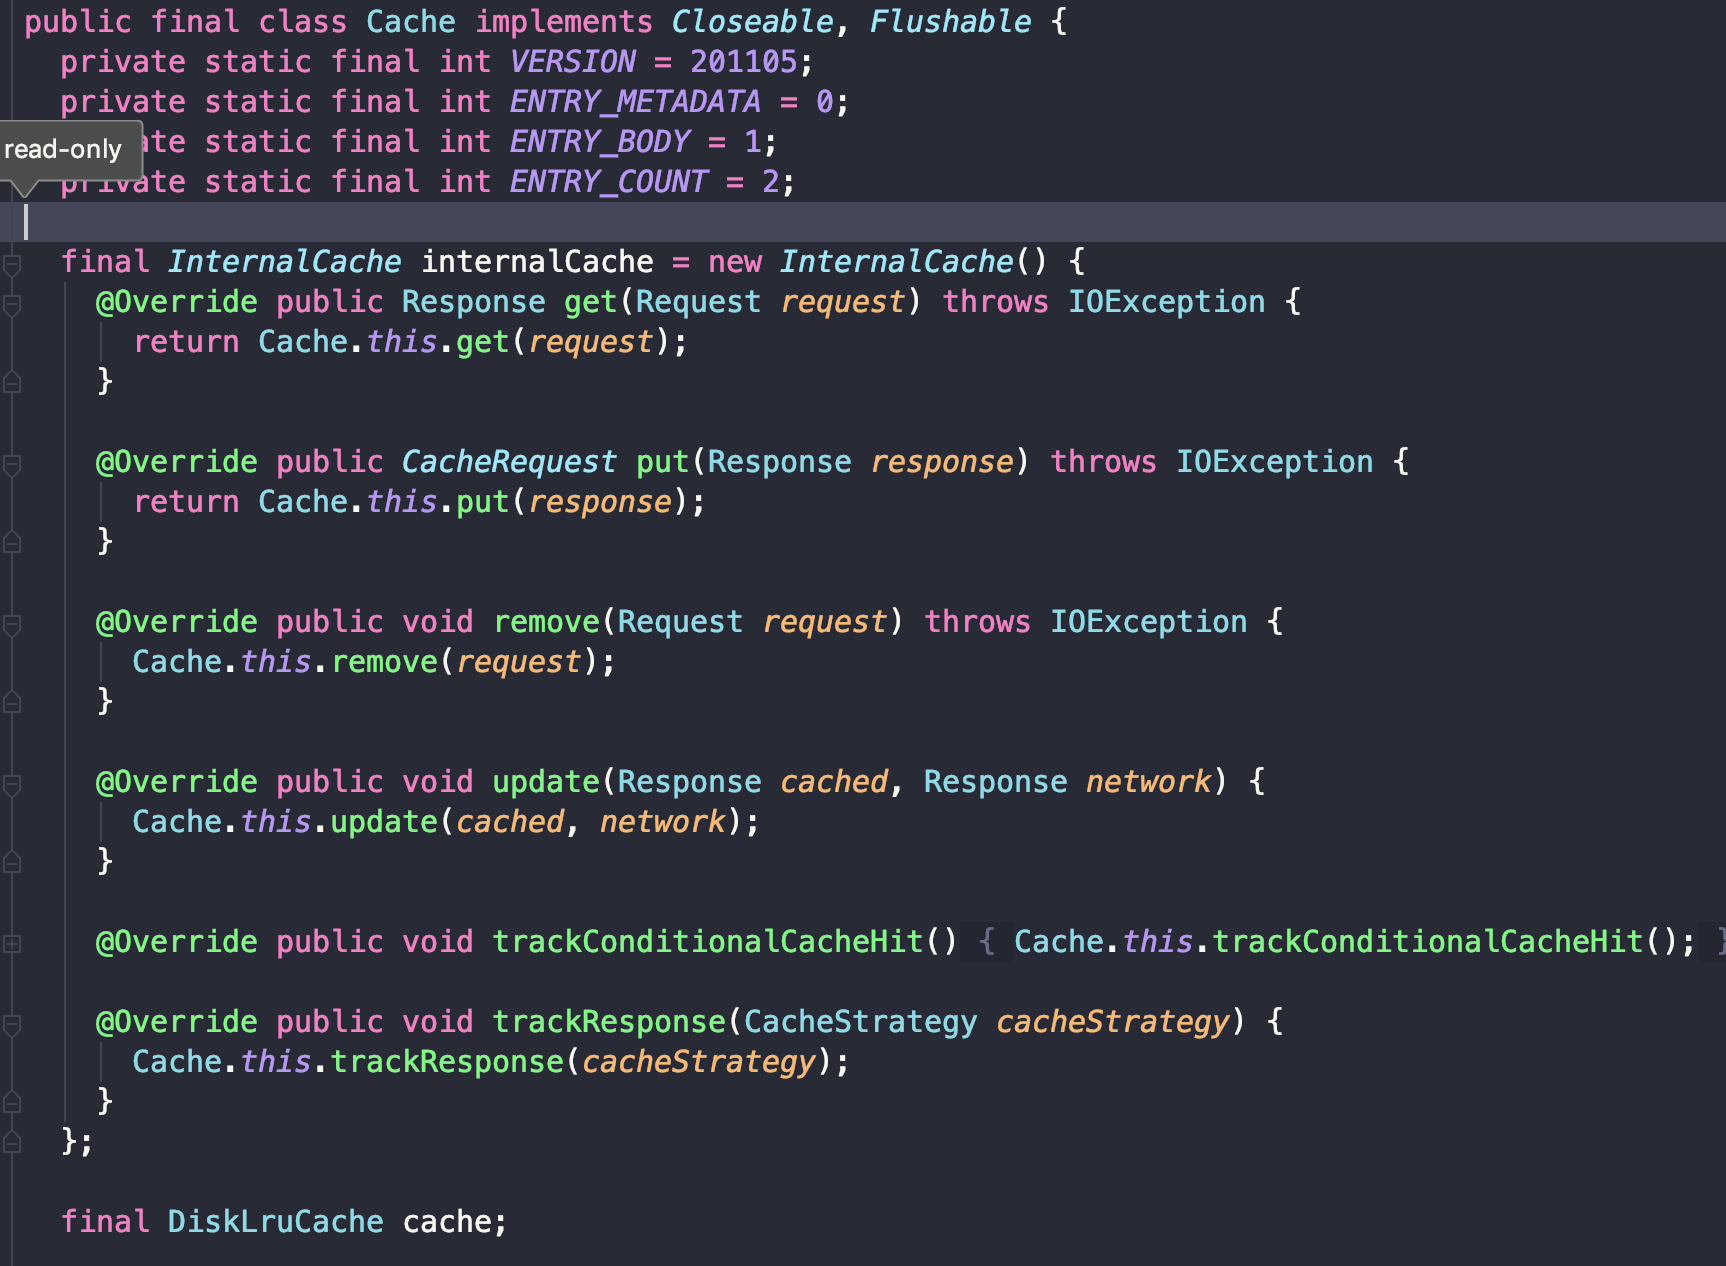 public final class Cache implements Closeable, Flushable {
private static final int VERSION = 201105;
private static final int ENTRY_METADATA = 0;
read-only
ate static final int ENTRY_BODY = 1;
private static final int ENTRY_COUNT = 2;
final InternalCache internalCache = new InternalCache() {
@Override public Response get(Request request) throws IOException {
return Cache.this.get(request);
}
@Override public CacheRequest put(Response response) throws IOException {
return Cache.this.put(response);
}
@Override public void remove(Request request) throws IOException {
Cache.this.remove(request);
}
@Override public void update(Response cached, Response network) {
Cache.this.update(cached, network);
}
@Override public void trackConditionalCacheHit() { Cache.this.trackConditionalCacheHit(); }
@Override public void trackResponse(CacheStrategy cacheStrategy) {
Cache.this.trackResponse(cacheStrategy);
}
};
final DiskLruCache cache;